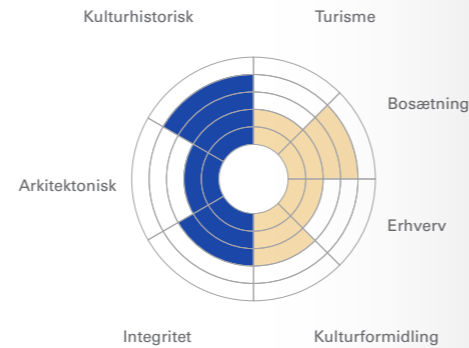 Kulturhistorisk
Turisme
Bosætning
Arkitektonisk
Erhverv
Integritet
Kulturformidling